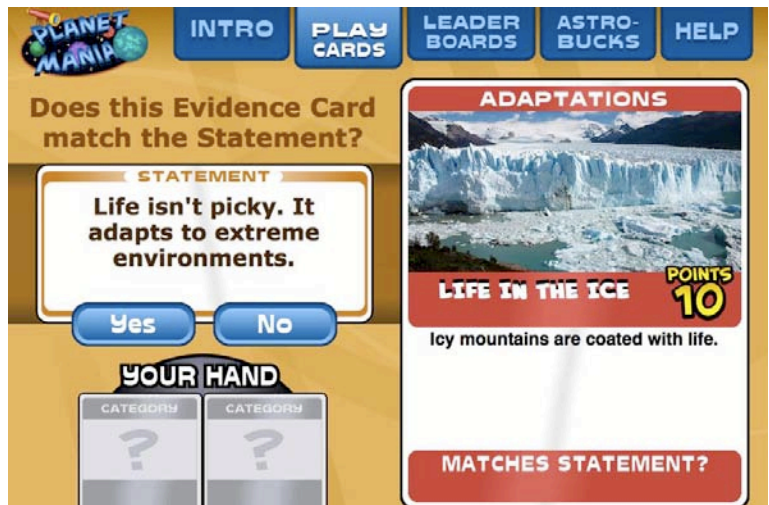 PLANET
MANIA
INTRO
PLAY
CARDS
LEADER
BOARDS
ASTRO-
BUCKS
HELP
Does this Evidence Card
match the Statement?
STATEMENT
Life isn't picky. It
adapts to extreme
environments.
Yes
No
YOUR HAND
CATEGORY
?
CATEGORY
?
ADAPTATIONS
LIFE IN THE ICE
POINTS
10
Icy mountains are coated with life.
MATCHES STATEMENT?